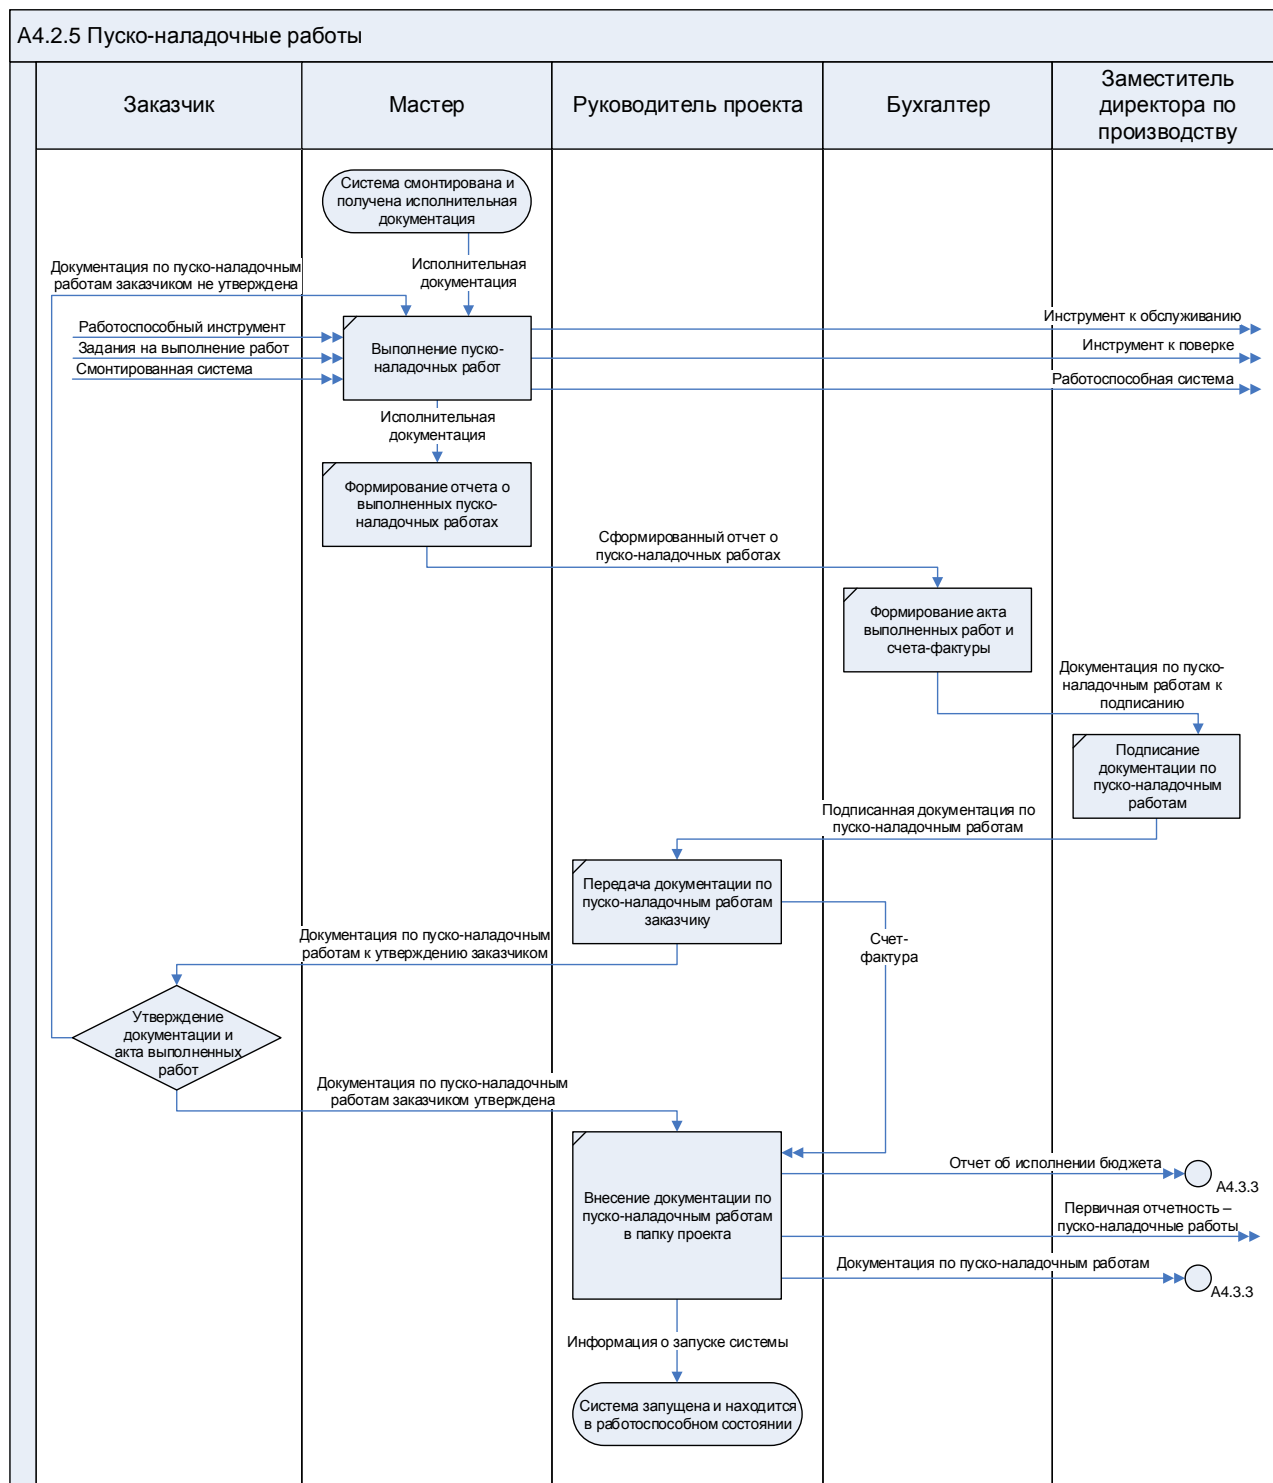 А4.2.5 Пуско-наладочные работы
Заказчик
Мастер
Руководитель проекта
Бухгалтер
Заместитель
директора по
производству
Система смонтирована и
получена исполнительная
документация
Документация по пуско-наладочным
работам заказчиком не утверждена
Исполнительная
документация
Работоспособный инструмент
Задания на выполнение работ
Смонтированная система
Выполнение пуско-
наладочных работ
Инструмент к обслуживанию
Инструмент к поверке
Работоспособная система
Исполнительная
документация
Формирование отчета о
выполненных пуско-
наладочных работах
Сформированный отчет о
пуско-наладочных работах
Формирование акта
выполненных работ и
счета-фактуры
Документация по пуско-
наладочным работам к
подписанию
Подписание
документации по
пуско-наладочным
работам
Подписанная документация по
пуско-наладочным работам
Передача документации по
пуско-наладочным работам
заказчику
Документация по пуско-наладочным
работам к утверждению заказчиком
Счет-
фактура
Утверждение
документации и
акта выполненных
работ
Документация по пуско-наладочным
работам заказчиком утверждена
Внесение документации по
пуско-наладочным работам
в папку проекта
Отчет об исполнении бюджета
А4.3.3
Первичная отчетность –
пуско-наладочные работы
Документация по пуско-наладочным работам
А4.3.3
Информация о запуске системы
Система запущена и находится
в работоспособном состоянии